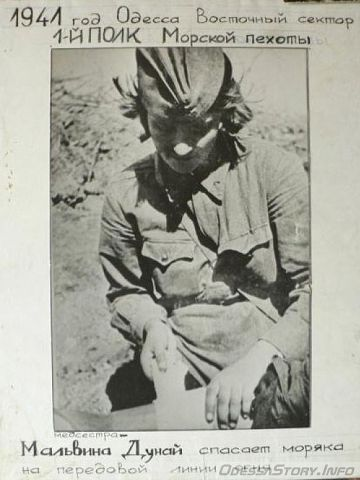 1941 год Одесса Восточный сектор
1-й ПОЛК Морской пехоты
медсестра-
Мальвина Дунай спасает моряка
на передовой линии огня
OdessaStory.Info